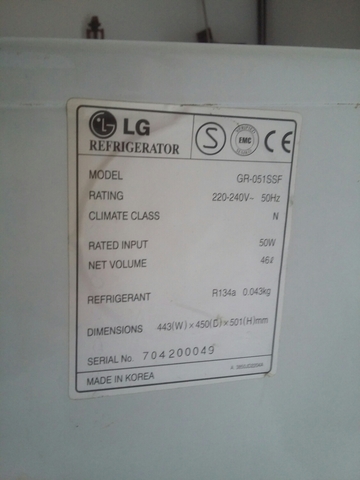 LG
REFRIGERATOR
S
EMC
CE
MODEL GR-051SSF
RATING 220-240V~ 50Hz
CLIMATE CLASS N
RATED INPUT 50W
NET VOLUME 46ℓ
REFRIGERANT R134a 0.043kg
DIMENSIONS 443(W)×450(D)×501(H)mm
SERIAL No. 704200049
MADE IN KOREA